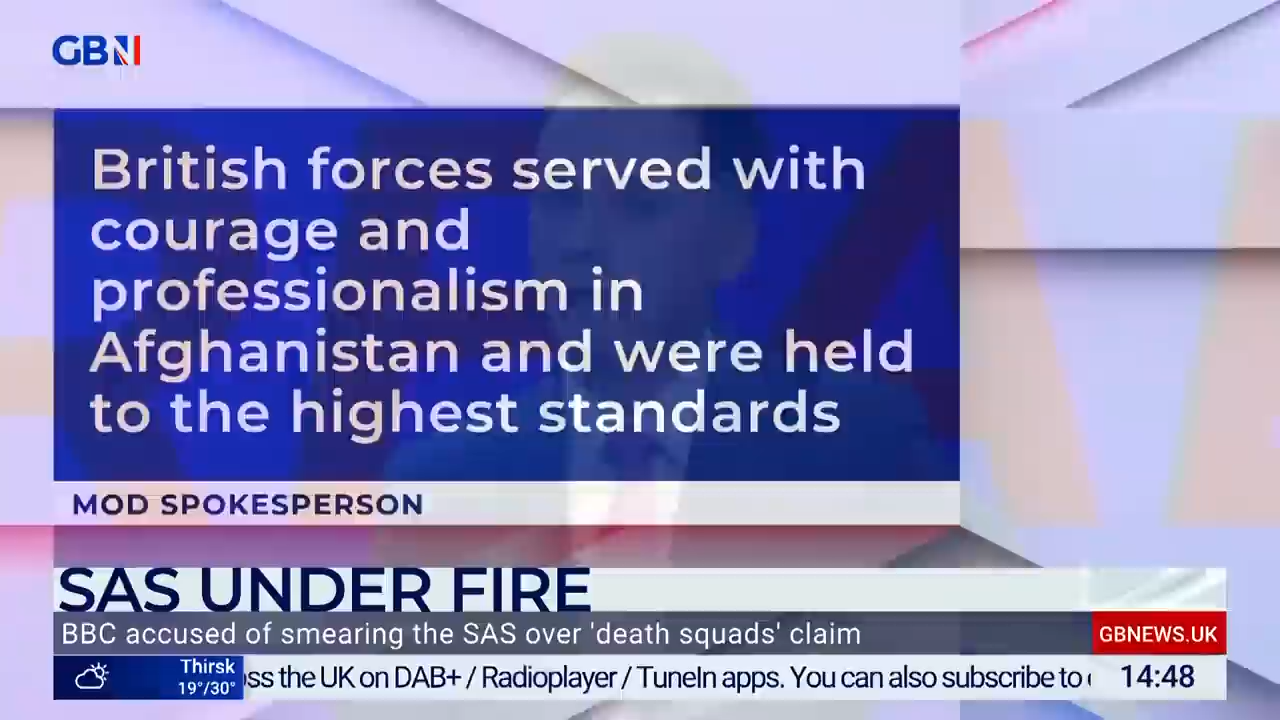 GBN
British forces served with
courage and
professionalism in
Afghanistan and were held
to the highest standards
MOD SPOKESPERSON
SAS UNDER FIRE
BBC accused of smearing the SAS over 'death squads' claim
GBNEWS.UK
Thirsk
19°/30°
the UK on DAB+ / Radioplayer / TuneIn apps. You can also subscribe to
14:48